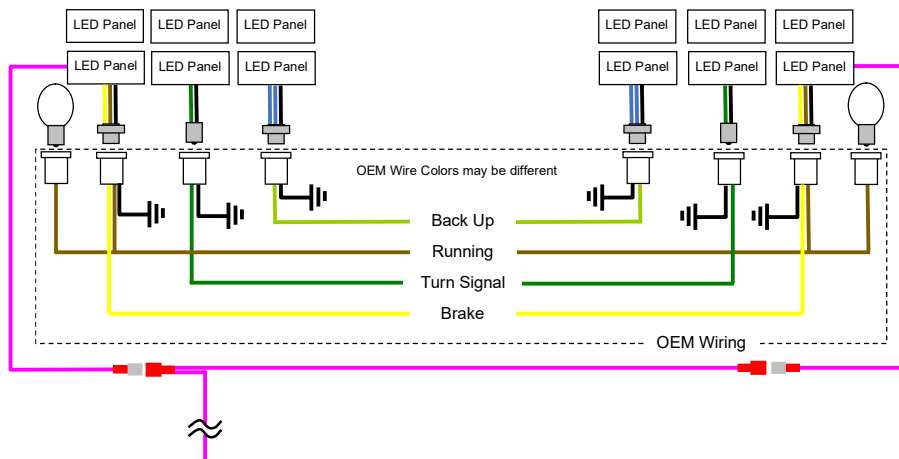 LED Panel LED Panel LED Panel LED Panel LED Panel LED Panel
LED Panel LED Panel LED Panel LED Panel LED Panel LED Panel
OEM Wire Colors may be different
Back Up
Running
Turn Signal
Brake
OEM Wiring